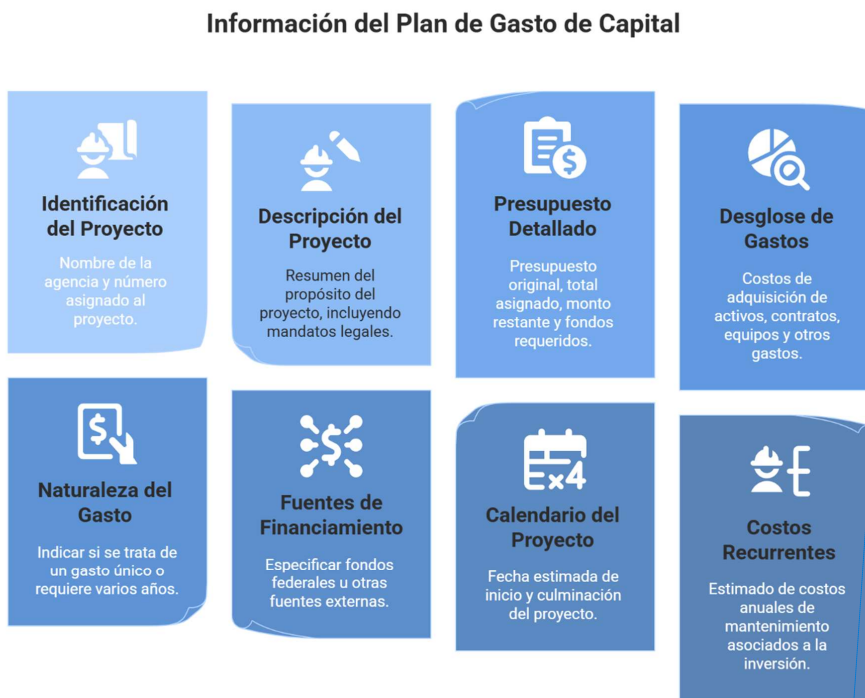 Información del Plan de Gasto de Capital
Identificación
del Proyecto
Nombre de la
agencia y número
asignado al
proyecto.
Descripción del
Proyecto
Resumen del
propósito del
proyecto, incluyendo
mandatos legales.
Presupuesto
Detallado
Presupuesto
original, total
asignado, monto
restante y fondos
requeridos.
Desglose de
Gastos
Costos de
adquisición de
activos, contratos,
equipos y otros
gastos.
Naturaleza del
Gasto
Indicar si se trata de
un gasto único o
requiere varios años.
Fuentes de
Financiamiento
Especificar fondos
federales u otras
fuentes externas.
x4
Calendario del
Proyecto
Fecha estimada de
inicio y culminación
del proyecto.
Costos
Recurrentes
Estimado de costos
anuales de
mantenimiento
asociados a la
inversión.